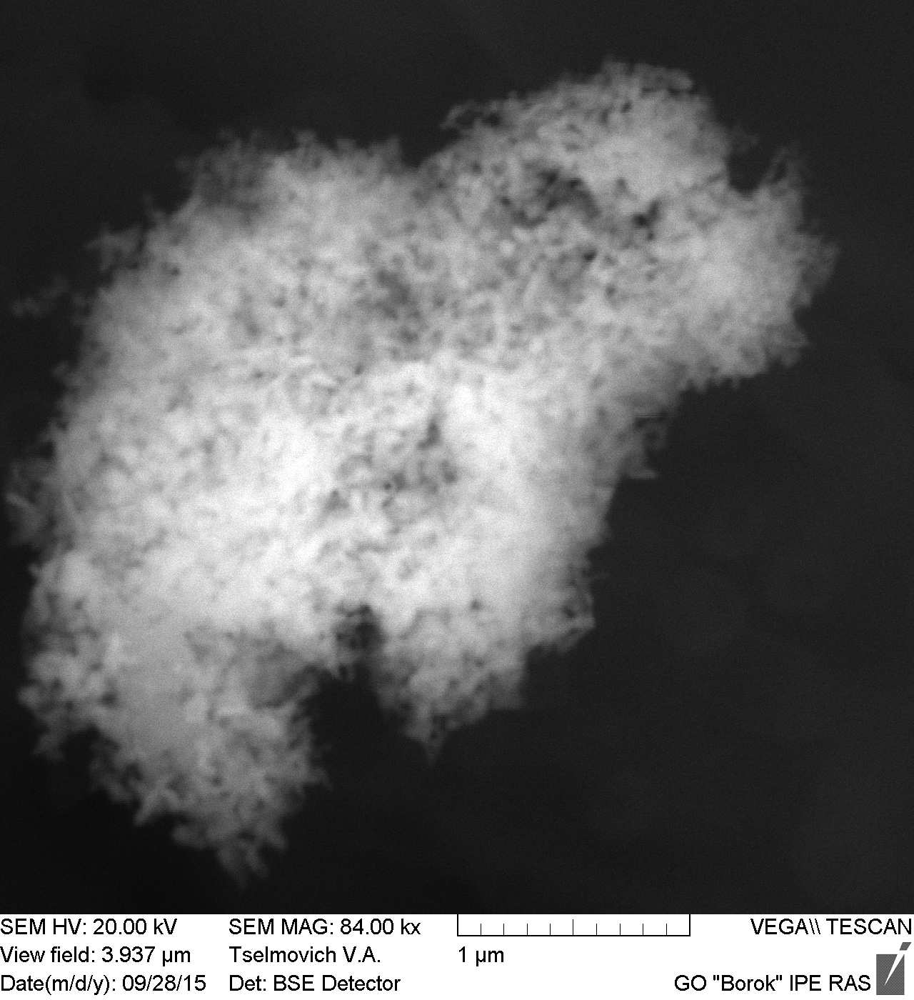 SEM HV: 20.00 kV SEM MAG: 84.00 kx VEGA\\ TESCAN
View field: 3.937 µm Tselmovich V.A. 1 µm
Date(m/d/y): 09/28/15 Det: BSE Detector GO "Borok" IPE RAS